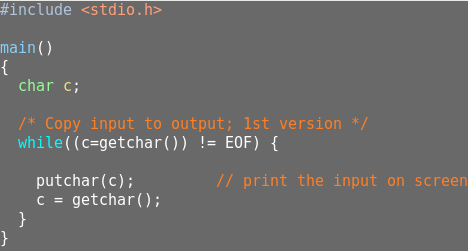 #include <stdio.h>
main()
{
char c;
/* Copy input to output; 1st version */
while((c=getchar()) != EOF) {
putchar(c); // print the input on screen
c = getchar();
}
}